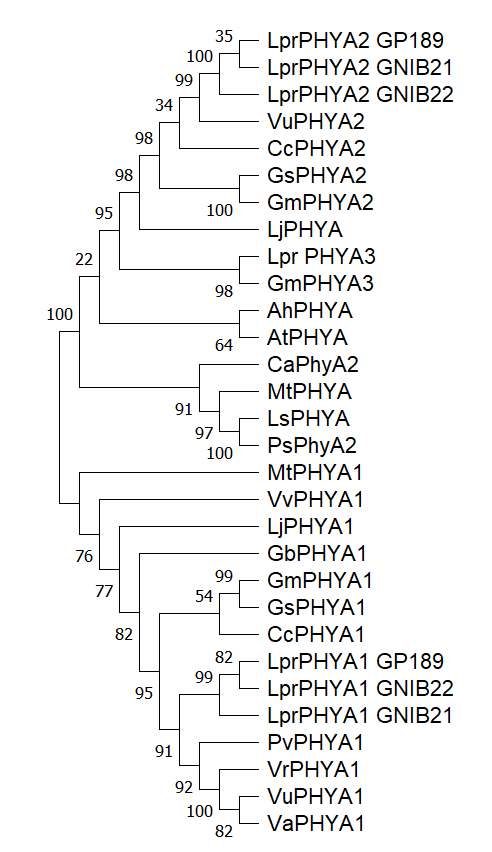 35
LprPHYA2 GP189
100
LprPHYA2 GNIB21
99
LprPHYA2 GNIB22
34
VuPHYA2
98
CcPHYA2
98
GsPHYA2
100
GmPHYA2
95
LjPHYA
22
Lpr PHYA3
98
GmPHYA3
100
AhPHYA
64
AtPHYA
CaPhyA2
91
MtPHYA
97
LsPHYA
100
PsPhyA2
MtPHYA1
VvPHYA1
76
LjPHYA1
77
GbPHYA1
99
GmPHYA1
54
GsPHYA1
82
CcPHYA1
82
LprPHYA1 GP189
99
LprPHYA1 GNIB22
95
LprPHYA1 GNIB21
91
PvPHYA1
92
VrPHYA1
100
VuPHYA1
82
VaPHYA1